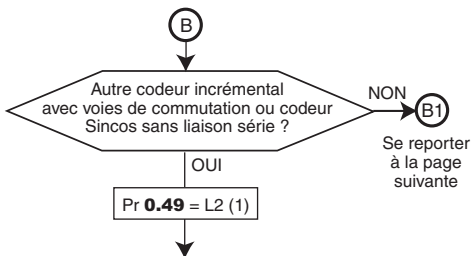 B
Autre codeur incrémental
avec voies de commutation ou codeur
Sincos sans liaison série ?
NON
B1
Se reporter
à la page
suivante
OUI
Pr 0.49 = L2 (1)